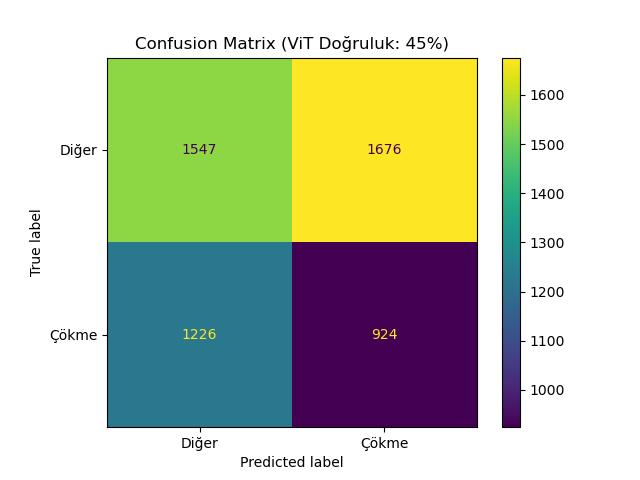 Confusion Matrix (ViT Doğruluk: 45%)
True label
Diğer
1547
1676
Çökme
1226
924
Diğer
Çökme
Predicted label
1600
1500
1400
1300
1200
1100
1000